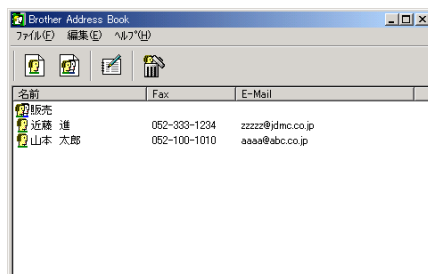 Brother Address Book
ファイル(F) 編集(E) ヘルプ(H)
名前 Fax E-Mail
販売
近藤 進 052-333-1234 zzzzz@jdmc.co.jp
山本 太郎 052-100-1010 aaaa@abc.co.jp